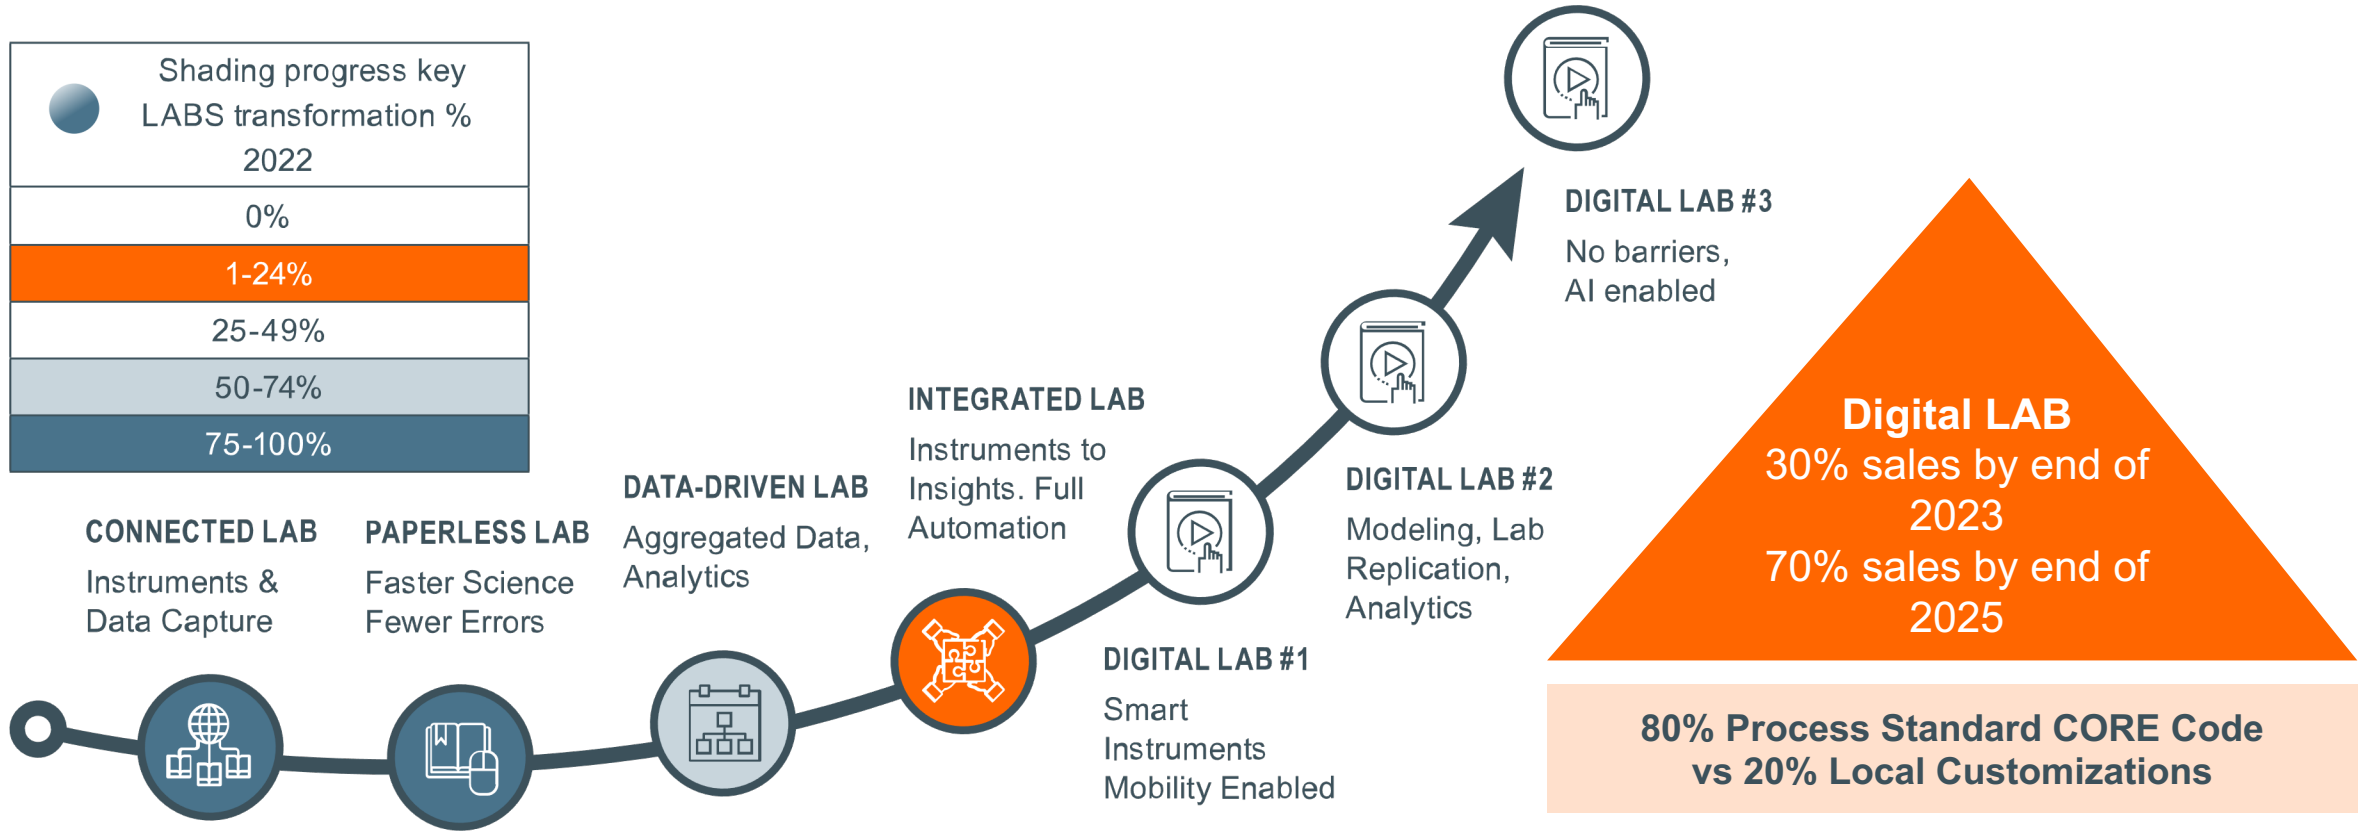 Shading progress key
LABS transformation %
2022
0%
1-24%
25-49%
50-74%
75-100%
CONNECTED LAB
Instruments &
Data Capture
PAPERLESS LAB
Faster Science
Fewer Errors
DATA-DRIVEN LAB
Aggregated Data,
Analytics
INTEGRATED LAB
Instruments to
Insights. Full
Automation
DIGITAL LAB #1
Smart
Instruments
Mobility Enabled
DIGITAL LAB #2
Modeling, Lab
Replication,
Analytics
DIGITAL LAB #3
No barriers,
AI enabled
Digital LAB
30% sales by end of
2023
70% sales by end of
2025
80% Process Standard CORE Code
vs 20% Local Customizations